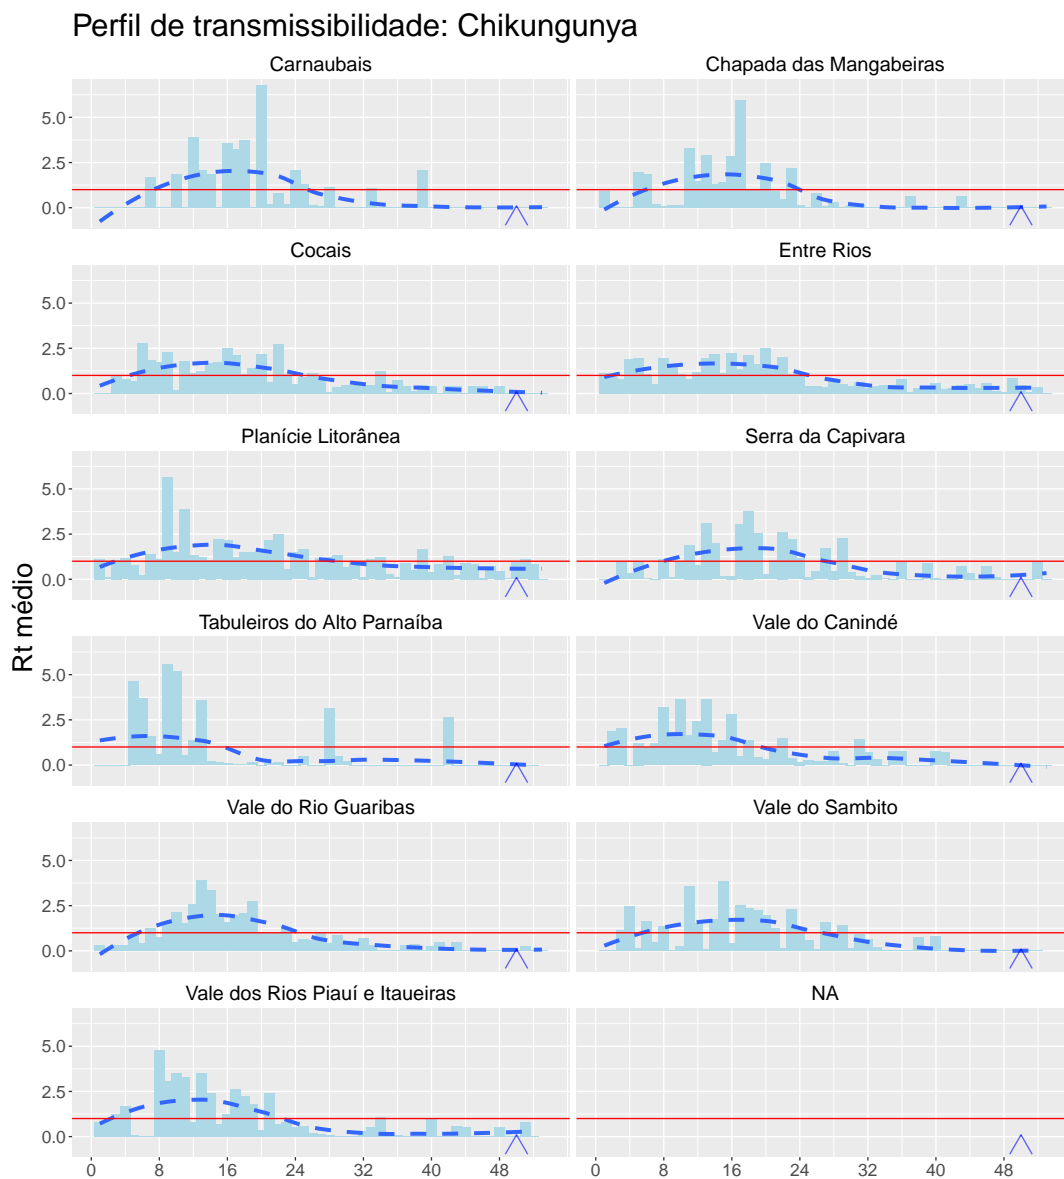 Perfil de transmissibilidade: Chikungunya
Carnaubais
Chapada das Mangabeiras
5.0
2.5
0.0
Cocais
Entre Rios
5.0
2.5
0.0
Planície Litorânea
Serra da Capivara
5.0
2.5
0.0
Rt médio
Tabuleiros do Alto Parnaíba
Vale do Canindé
5.0
2.5
0.0
Vale do Rio Guaribas
Vale do Sambito
5.0
2.5
0.0
Vale dos Rios Piauí e Itaueiras
NA
5.0
2.5
0.0
0 8 16 24 32 40 48
0 8 16 24 32 40 48